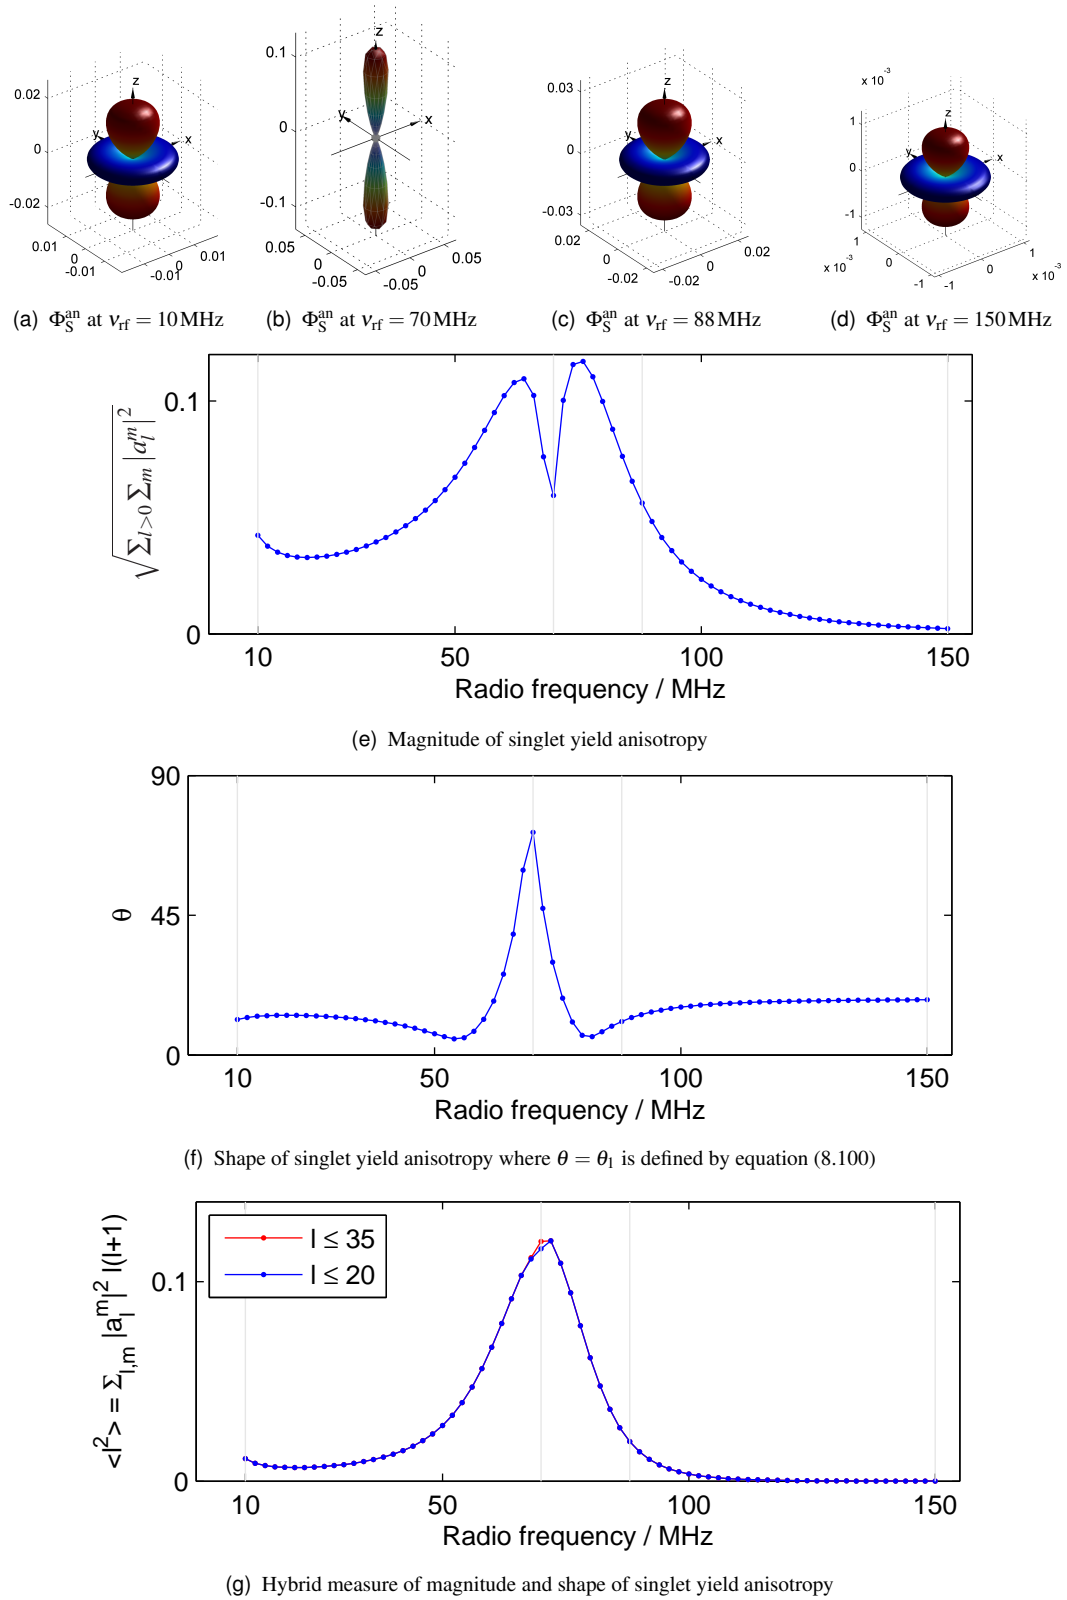 z
0.02
0
-0.02
y
x
0.01
0
-0.01
-0.01
0
0.01
z
0.1
0
-0.1
y
x
0.05
0
-0.05
-0.05
0
0.05
z
0.03
0
-0.03
y
x
0.02
0
-0.02
-0.02
0
0.02
x 10⁻³
z
1
0
-1
y
x
1
0
-1
x 10⁻³
-1
0
1
x 10⁻³
(a) Φ_S^an at ν_rf = 10 MHz
(b) Φ_S^an at ν_rf = 70 MHz
(c) Φ_S^an at ν_rf = 88 MHz
(d) Φ_S^an at ν_rf = 150 MHz
√(Σ_{l>0} Σ_m |a_l^m|²)
0.1
0
10 50 100 150
Radio frequency / MHz
(e) Magnitude of singlet yield anisotropy
θ
90
45
0
10 50 100 150
Radio frequency / MHz
(f) Shape of singlet yield anisotropy where θ = θ₁ is defined by equation (8.100)
<l²> = Σ_{l,m} |a_l^m|² l(l+1)
l ≤ 35
l ≤ 20
0.1
0
10 50 100 150
Radio frequency / MHz
(g) Hybrid measure of magnitude and shape of singlet yield anisotropy